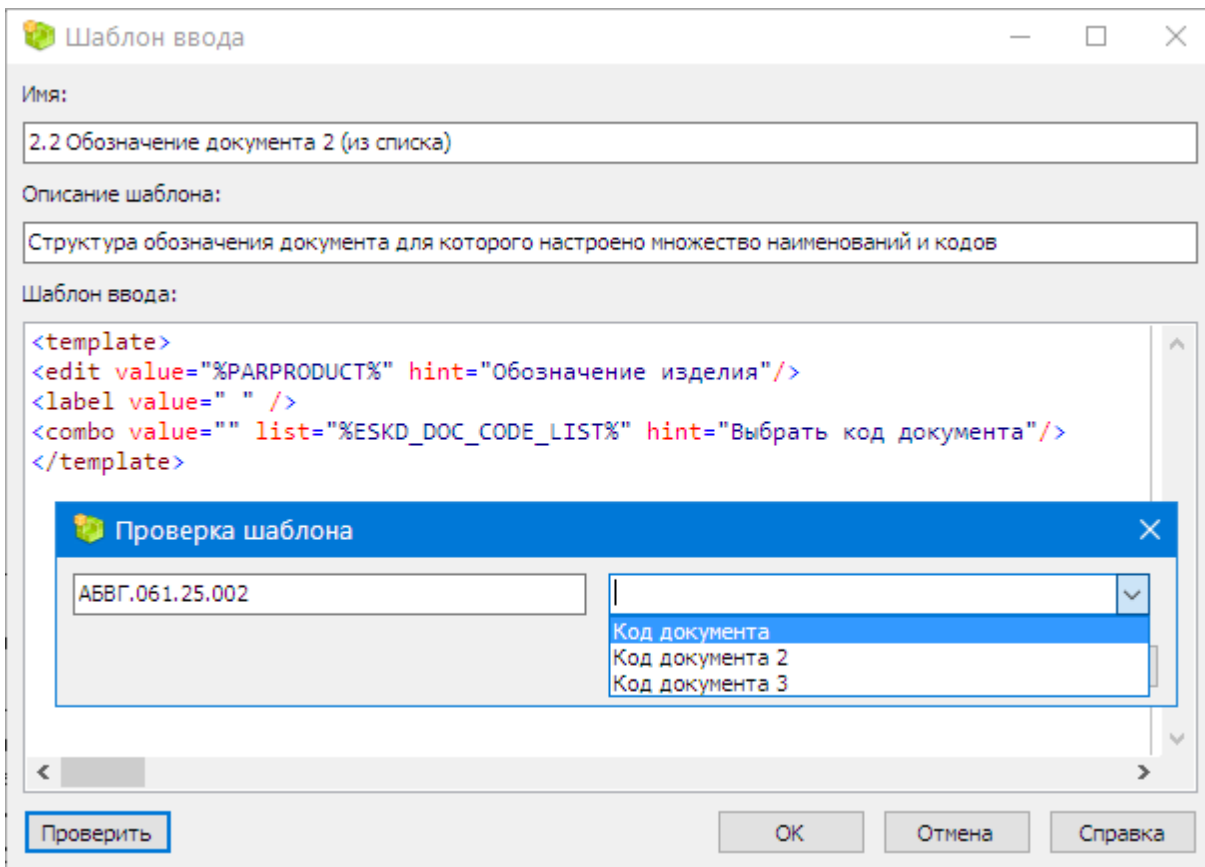 Шаблон ввода
Имя:
2.2 Обозначение документа 2 (из списка)
Описание шаблона:
Структура обозначения документа для которого настроено множество наименований и кодов
Шаблон ввода:
<template>
<edit value="%PARPRODUCT%" hint="Обозначение изделия"/>
<label value=" " />
<combo value="" list="%ESKD_DOC_CODE_LIST%" hint="Выбрать код документа"/>
</template>
Проверка шаблона
АБВГ.061.25.002
Код документа
Код документа 2
Код документа 3
Проверить ОК Отмена Справка